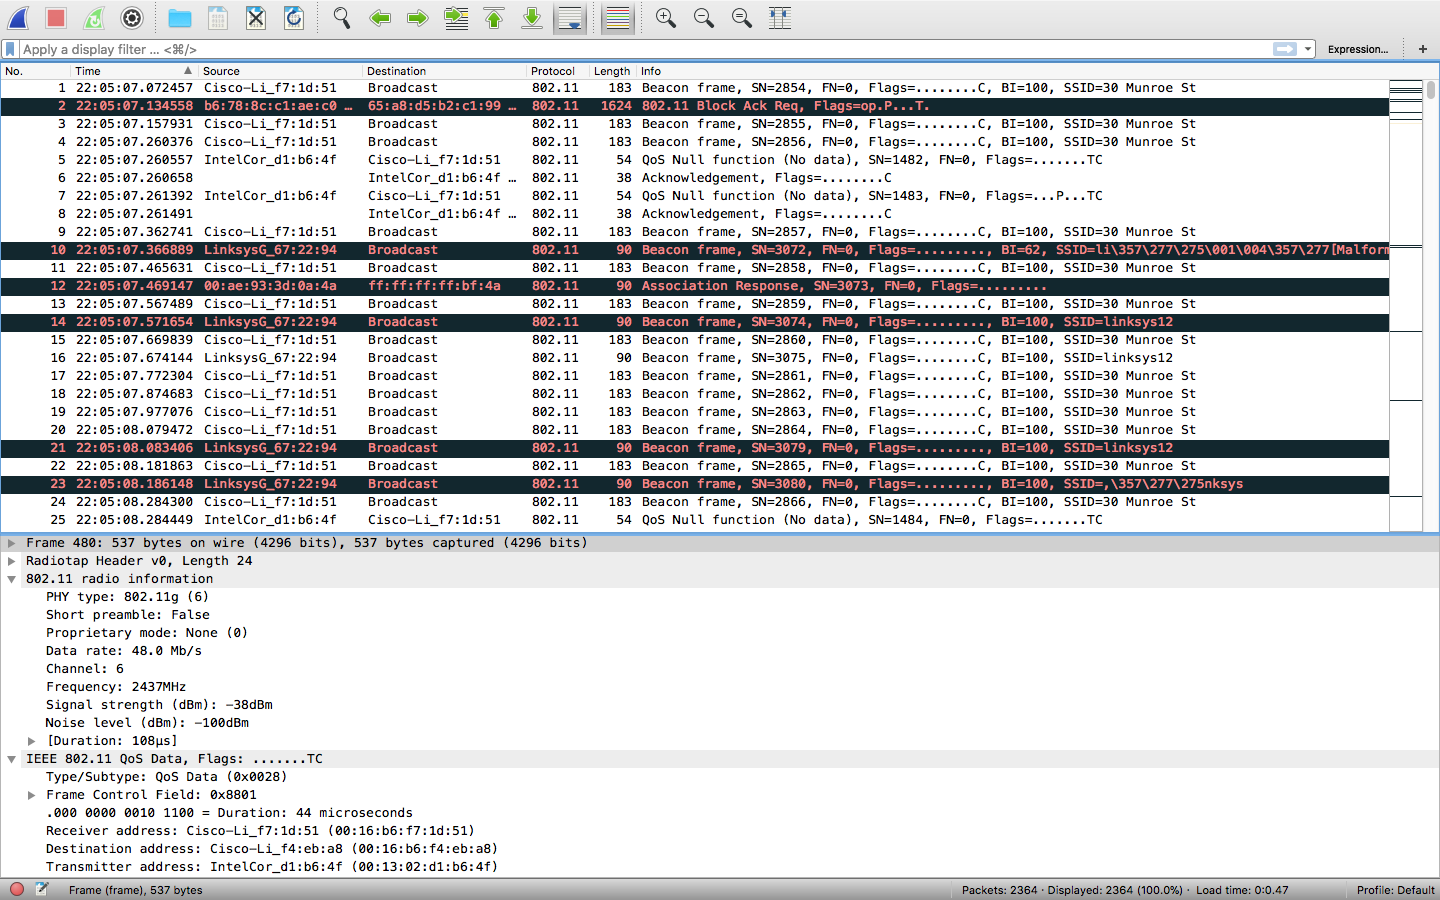 Apply a display filter ... <⌘/>
Expression...
+
No. Time Source Destination Protocol Length Info
1 22:05:07.072457 Cisco-Li_f7:1d:51 Broadcast 802.11 183 Beacon frame, SN=2854, FN=0, Flags=........C, BI=100, SSID=30 Munroe St
2 22:05:07.134558 b6:78:8c:c1:ae:c0 … 65:a8:d5:b2:c1:99 … 802.11 1624 802.11 Block Ack Req, Flags=op.P...T.
3 22:05:07.157931 Cisco-Li_f7:1d:51 Broadcast 802.11 183 Beacon frame, SN=2855, FN=0, Flags=........C, BI=100, SSID=30 Munroe St
4 22:05:07.260376 Cisco-Li_f7:1d:51 Broadcast 802.11 183 Beacon frame, SN=2856, FN=0, Flags=........C, BI=100, SSID=30 Munroe St
5 22:05:07.260557 IntelCor_d1:b6:4f Cisco-Li_f7:1d:51 802.11 54 QoS Null function (No data), SN=1482, FN=0, Flags=.......TC
6 22:05:07.260658 IntelCor_d1:b6:4f … 802.11 38 Acknowledgement, Flags=........C
7 22:05:07.261392 IntelCor_d1:b6:4f Cisco-Li_f7:1d:51 802.11 54 QoS Null function (No data), SN=1483, FN=0, Flags=...P...TC
8 22:05:07.261491 IntelCor_d1:b6:4f … 802.11 38 Acknowledgement, Flags=........C
9 22:05:07.362741 Cisco-Li_f7:1d:51 Broadcast 802.11 183 Beacon frame, SN=2857, FN=0, Flags=........C, BI=100, SSID=30 Munroe St
10 22:05:07.366889 LinksysG_67:22:94 Broadcast 802.11 90 Beacon frame, SN=3072, FN=0, Flags=........., BI=62, SSID=li\357\277\275\001\004\357\277[Malform
11 22:05:07.465631 Cisco-Li_f7:1d:51 Broadcast 802.11 183 Beacon frame, SN=2858, FN=0, Flags=........C, BI=100, SSID=30 Munroe St
12 22:05:07.469147 00:ae:93:3d:0a:4a ff:ff:ff:ff:bf:4a 802.11 90 Association Response, SN=3073, FN=0, Flags=.........
13 22:05:07.567489 Cisco-Li_f7:1d:51 Broadcast 802.11 183 Beacon frame, SN=2859, FN=0, Flags=........C, BI=100, SSID=30 Munroe St
14 22:05:07.571654 LinksysG_67:22:94 Broadcast 802.11 90 Beacon frame, SN=3074, FN=0, Flags=........., BI=100, SSID=linksys12
15 22:05:07.669839 Cisco-Li_f7:1d:51 Broadcast 802.11 183 Beacon frame, SN=2860, FN=0, Flags=........C, BI=100, SSID=30 Munroe St
16 22:05:07.674144 LinksysG_67:22:94 Broadcast 802.11 90 Beacon frame, SN=3075, FN=0, Flags=........., BI=100, SSID=linksys12
17 22:05:07.772304 Cisco-Li_f7:1d:51 Broadcast 802.11 183 Beacon frame, SN=2861, FN=0, Flags=........C, BI=100, SSID=30 Munroe St
18 22:05:07.874683 Cisco-Li_f7:1d:51 Broadcast 802.11 183 Beacon frame, SN=2862, FN=0, Flags=........C, BI=100, SSID=30 Munroe St
19 22:05:07.977076 Cisco-Li_f7:1d:51 Broadcast 802.11 183 Beacon frame, SN=2863, FN=0, Flags=........C, BI=100, SSID=30 Munroe St
20 22:05:08.079472 Cisco-Li_f7:1d:51 Broadcast 802.11 183 Beacon frame, SN=2864, FN=0, Flags=........C, BI=100, SSID=30 Munroe St
21 22:05:08.083406 LinksysG_67:22:94 Broadcast 802.11 90 Beacon frame, SN=3079, FN=0, Flags=........., BI=100, SSID=linksys12
22 22:05:08.181863 Cisco-Li_f7:1d:51 Broadcast 802.11 183 Beacon frame, SN=2865, FN=0, Flags=........C, BI=100, SSID=30 Munroe St
23 22:05:08.186148 LinksysG_67:22:94 Broadcast 802.11 90 Beacon frame, SN=3080, FN=0, Flags=........., BI=100, SSID=,\357\277\275nksys
24 22:05:08.284300 Cisco-Li_f7:1d:51 Broadcast 802.11 183 Beacon frame, SN=2866, FN=0, Flags=........C, BI=100, SSID=30 Munroe St
25 22:05:08.284449 IntelCor_d1:b6:4f Cisco-Li_f7:1d:51 802.11 54 QoS Null function (No data), SN=1484, FN=0, Flags=.......TC
Frame 480: 537 bytes on wire (4296 bits), 537 bytes captured (4296 bits)
Radiotap Header v0, Length 24
802.11 radio information
PHY type: 802.11g (6)
Short preamble: False
Proprietary mode: None (0)
Data rate: 48.0 Mb/s
Channel: 6
Frequency: 2437MHz
Signal strength (dBm): -38dBm
Noise level (dBm): -100dBm
[Duration: 108µs]
IEEE 802.11 QoS Data, Flags: .......TC
Type/Subtype: QoS Data (0x0028)
Frame Control Field: 0x8801
.000 0000 0010 1100 = Duration: 44 microseconds
Receiver address: Cisco-Li_f7:1d:51 (00:16:b6:f7:1d:51)
Destination address: Cisco-Li_f4:eb:a8 (00:16:b6:f4:eb:a8)
Transmitter address: IntelCor_d1:b6:4f (00:13:02:d1:b6:4f)
Frame (frame), 537 bytes
Packets: 2364 · Displayed: 2364 (100.0%) · Load time: 0:0.47
Profile: Default